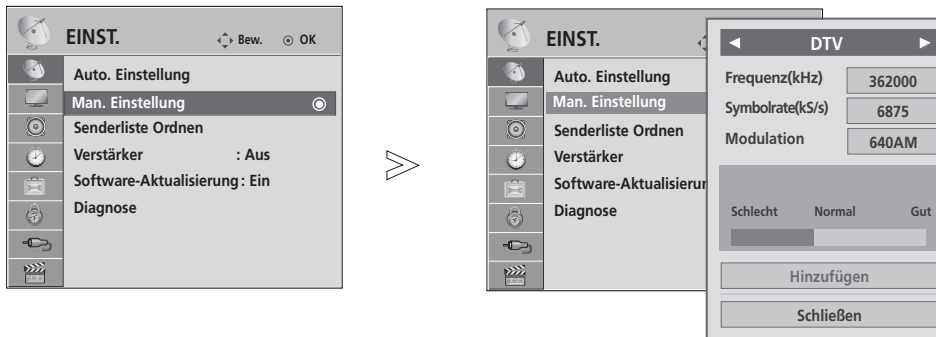 EINST.
Bew. OK
Auto. Einstellung
Man. Einstellung
Senderliste Ordnen
Verstärker : Aus
Software-Aktualisierung : Ein
Diagnose
EINST.
Auto. Einstellung
Man. Einstellung
Senderliste Ordnen
Verstärker
Software-Aktualisierur
Diagnose
DTV
Frequenz(kHz) 362000
Symbolrate(kS/s) 6875
Modulation 640AM
Schlecht Normal Gut
Hinzufügen
Schließen